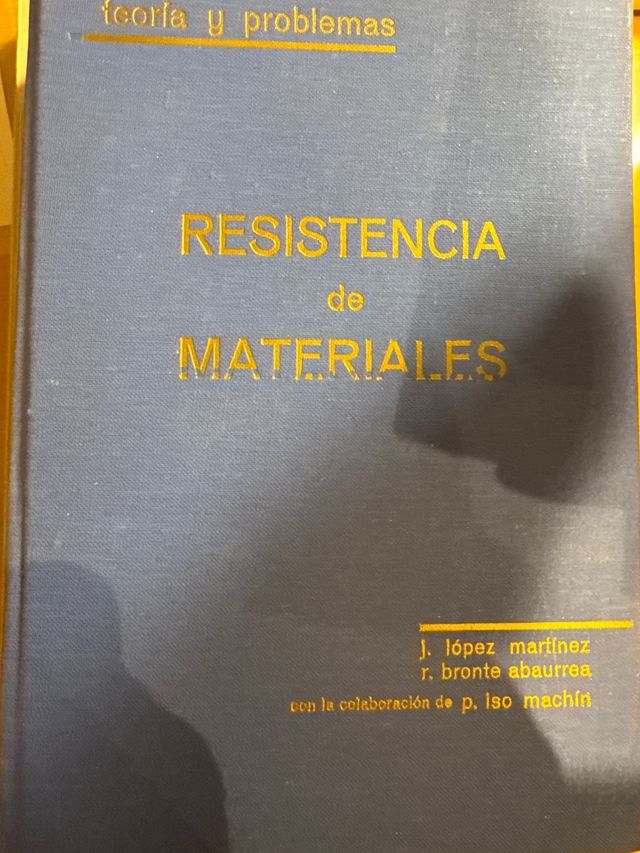 teoría y problemas
RESISTENCIA
de
MATERIALES
j. lópez martínez
r. bronte abaurrea
con la colaboración de p. iso machín